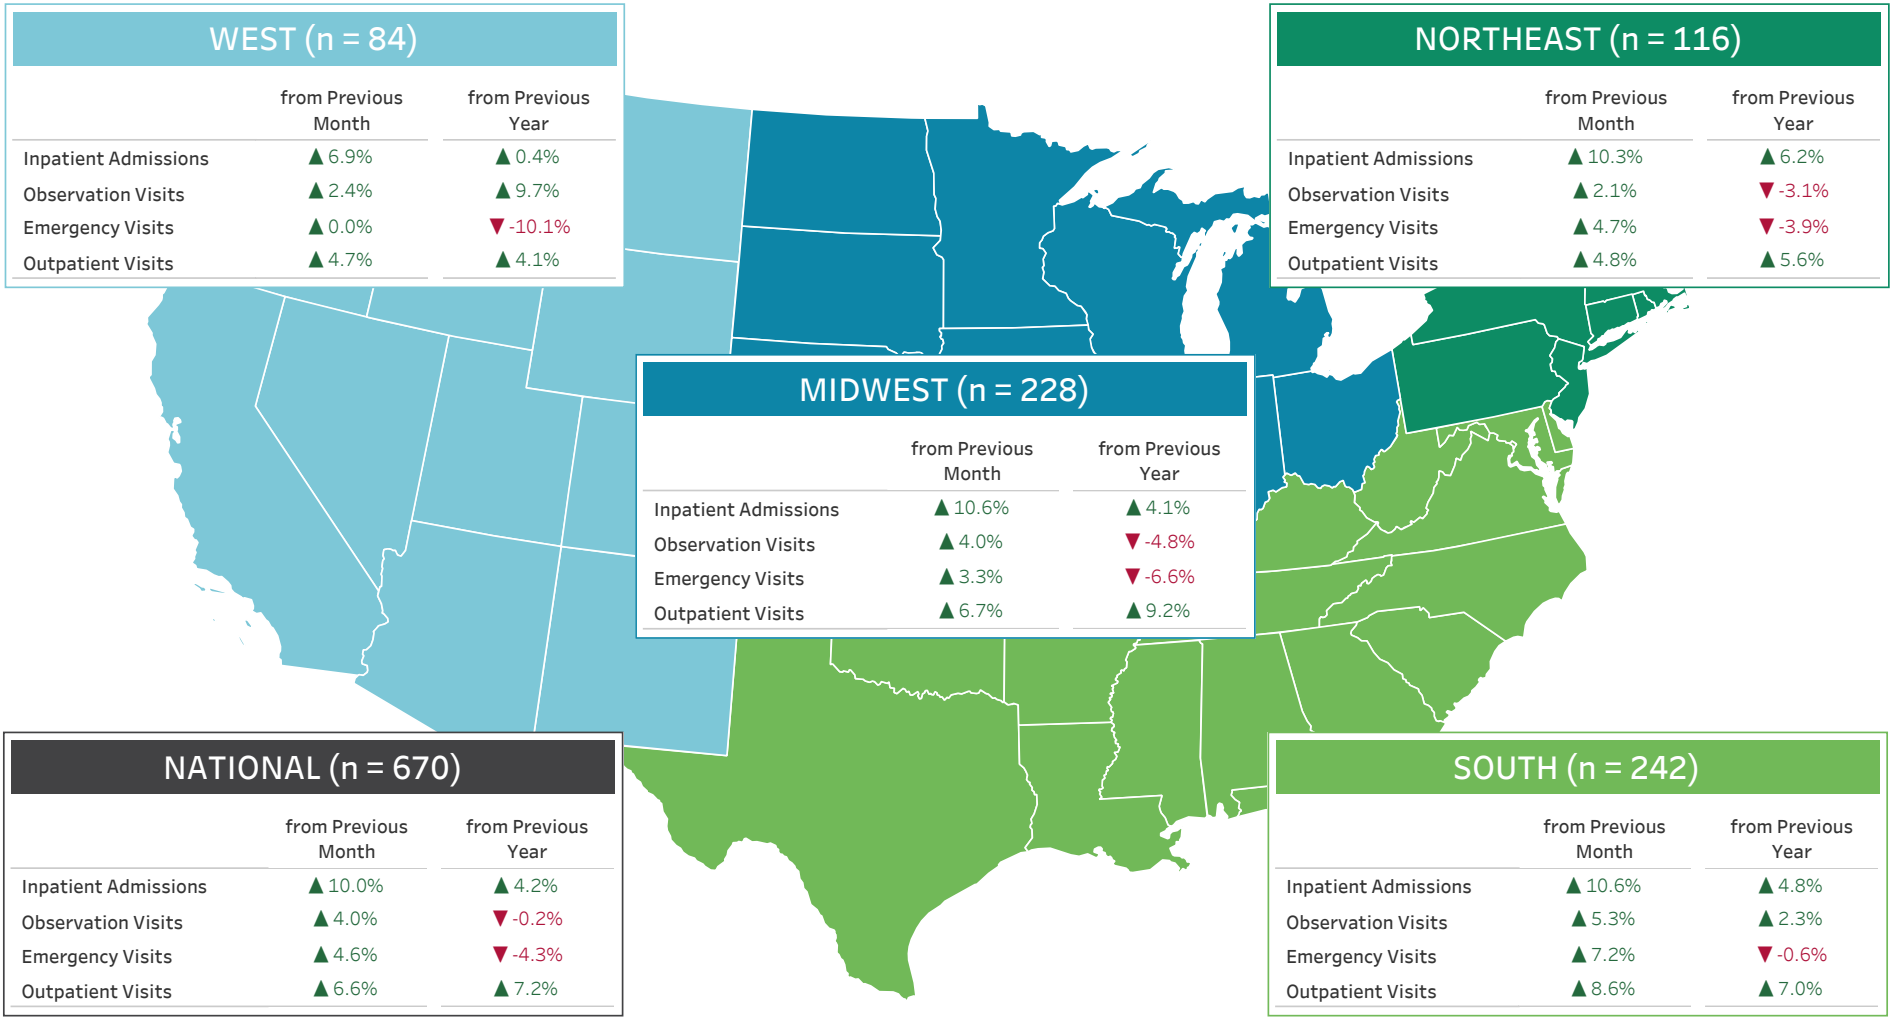 WEST (n = 84)
from Previous Month from Previous Year
Inpatient Admissions ▲ 6.9% ▲ 0.4%
Observation Visits ▲ 2.4% ▲ 9.7%
Emergency Visits ▲ 0.0% ▼ -10.1%
Outpatient Visits ▲ 4.7% ▲ 4.1%
NORTHEAST (n = 116)
from Previous Month from Previous Year
Inpatient Admissions ▲ 10.3% ▲ 6.2%
Observation Visits ▲ 2.1% ▼ -3.1%
Emergency Visits ▲ 4.7% ▼ -3.9%
Outpatient Visits ▲ 4.8% ▲ 5.6%
MIDWEST (n = 228)
from Previous Month from Previous Year
Inpatient Admissions ▲ 10.6% ▲ 4.1%
Observation Visits ▲ 4.0% ▼ -4.8%
Emergency Visits ▲ 3.3% ▼ -6.6%
Outpatient Visits ▲ 6.7% ▲ 9.2%
NATIONAL (n = 670)
from Previous Month from Previous Year
Inpatient Admissions ▲ 10.0% ▲ 4.2%
Observation Visits ▲ 4.0% ▼ -0.2%
Emergency Visits ▲ 4.6% ▼ -4.3%
Outpatient Visits ▲ 6.6% ▲ 7.2%
SOUTH (n = 242)
from Previous Month from Previous Year
Inpatient Admissions ▲ 10.6% ▲ 4.8%
Observation Visits ▲ 5.3% ▲ 2.3%
Emergency Visits ▲ 7.2% ▼ -0.6%
Outpatient Visits ▲ 8.6% ▲ 7.0%